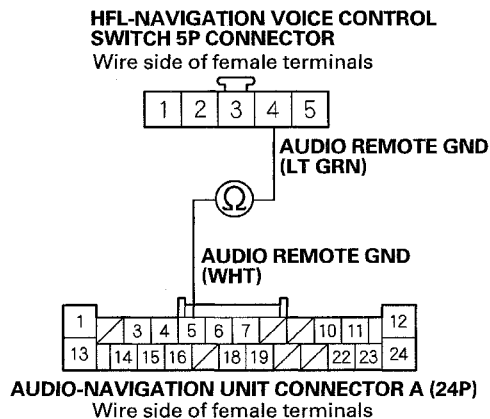 HFL-NAVIGATION VOICE CONTROL
SWITCH 5P CONNECTOR
Wire side of female terminals
1 2 3 4 5
AUDIO REMOTE GND
(LT GRN)
Ω
AUDIO REMOTE GND
(WHT)
1 3 4 5 6 7 10 11 12
13 14 15 16 18 19 22 23 24
AUDIO-NAVIGATION UNIT CONNECTOR A (24P)
Wire side of female terminals